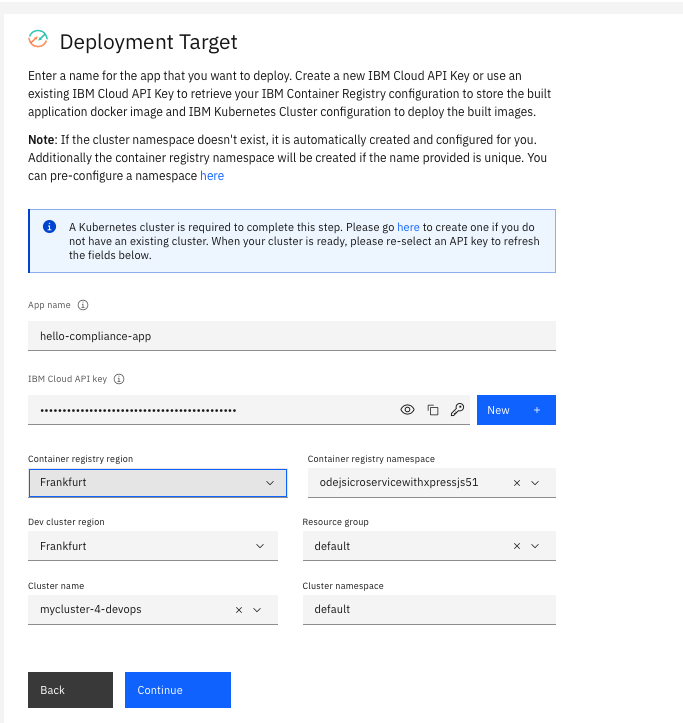 Deployment Target
Enter a name for the app that you want to deploy. Create a new IBM Cloud API Key or use an
existing IBM Cloud API Key to retrieve your IBM Container Registry configuration to store the built
application docker image and IBM Kubernetes Cluster configuration to deploy the built images.
Note: If the cluster namespace doesn't exist, it is automatically created and configured for you.
Additionally the container registry namespace will be created if the name provided is unique. You
can pre-configure a namespace here
A Kubernetes cluster is required to complete this step. Please go here to create one if you do
not have an existing cluster. When your cluster is ready, please re-select an API key to refresh
the fields below.
App name
hello-compliance-app
IBM Cloud API key
New +
Container registry region
Frankfurt
Container registry namespace
odejsicroservicewithxpressjs51
Dev cluster region
Frankfurt
Resource group
default
Cluster name
mycluster-4-devops
Cluster namespace
default
Back
Continue